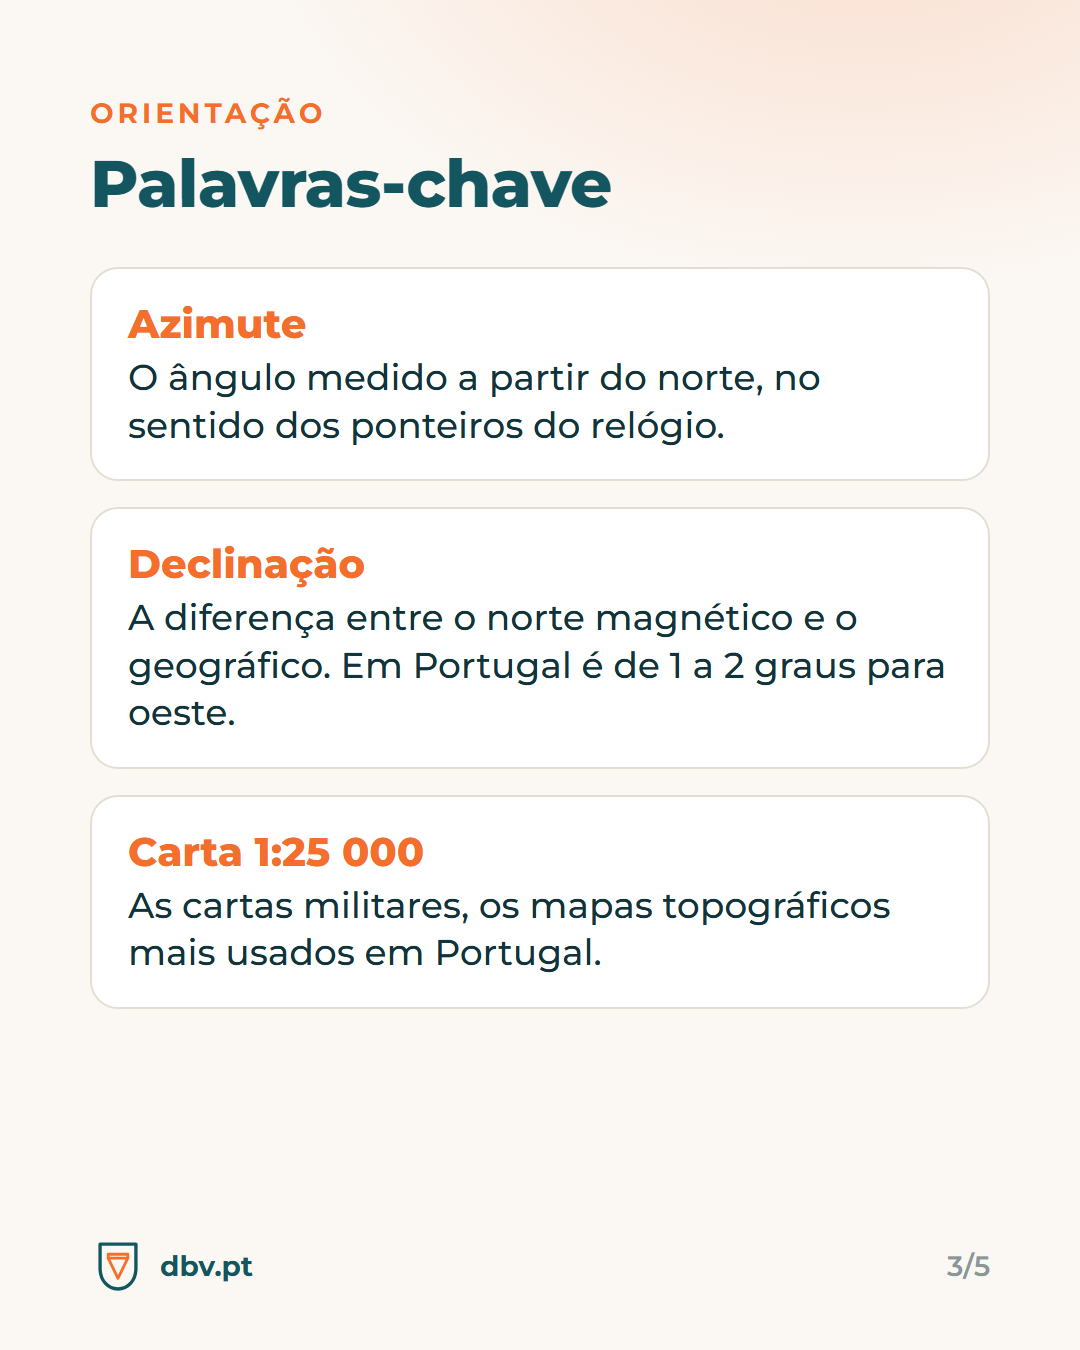 ORIENTAÇÃO
Palavras-chave
Azimute
O ângulo medido a partir do norte, no
sentido dos ponteiros do relógio.
Declinação
A diferença entre o norte magnético e o
geográfico. Em Portugal é de 1 a 2 graus para
oeste.
Carta 1:25 000
As cartas militares, os mapas topográficos
mais usados em Portugal.
dbv.pt
3/5